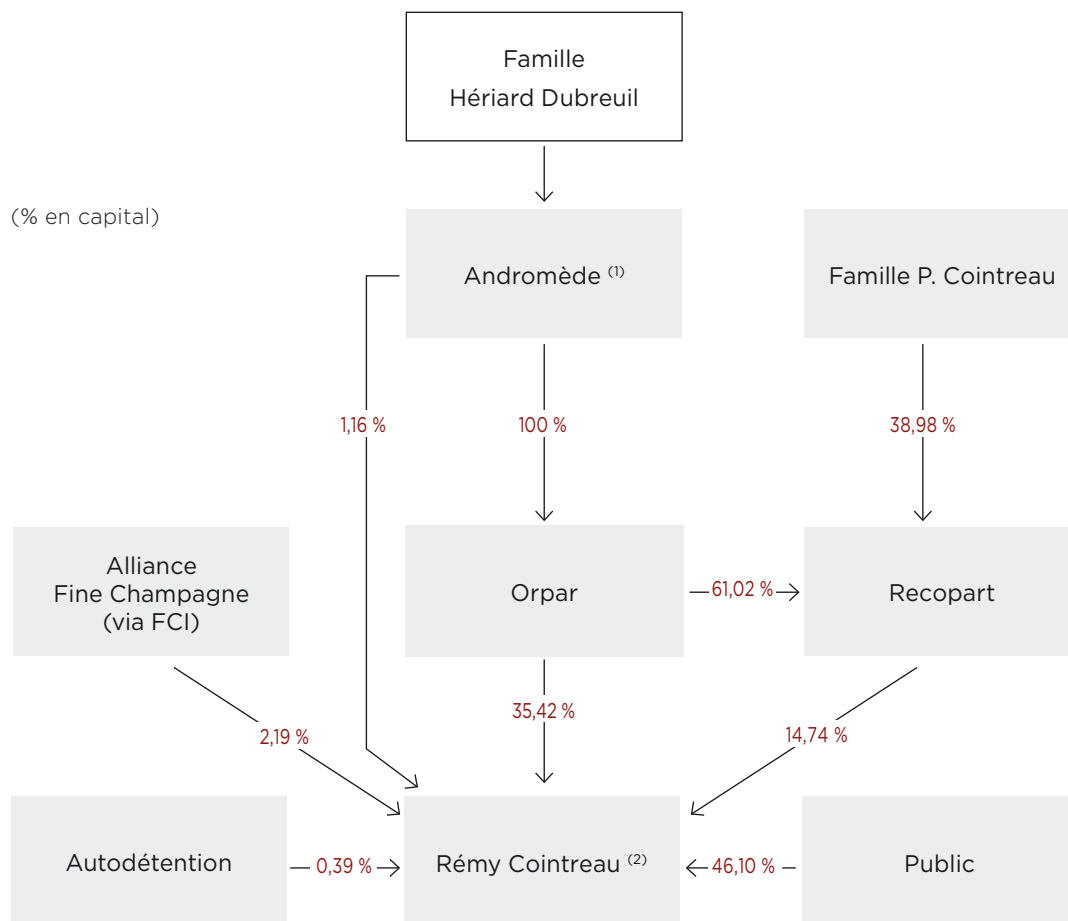 Famille
Hériard Dubreuil
(% en capital)
Andromède (1)
Famille P. Cointreau
1,16 %
100 %
38,98 %
Alliance
Fine Champagne
(via FCI)
Orpar
61,02 %
Recopart
35,42 %
2,19 %
14,74 %
Autodétention
0,39 %
Rémy Cointreau (2)
46,10 %
Public